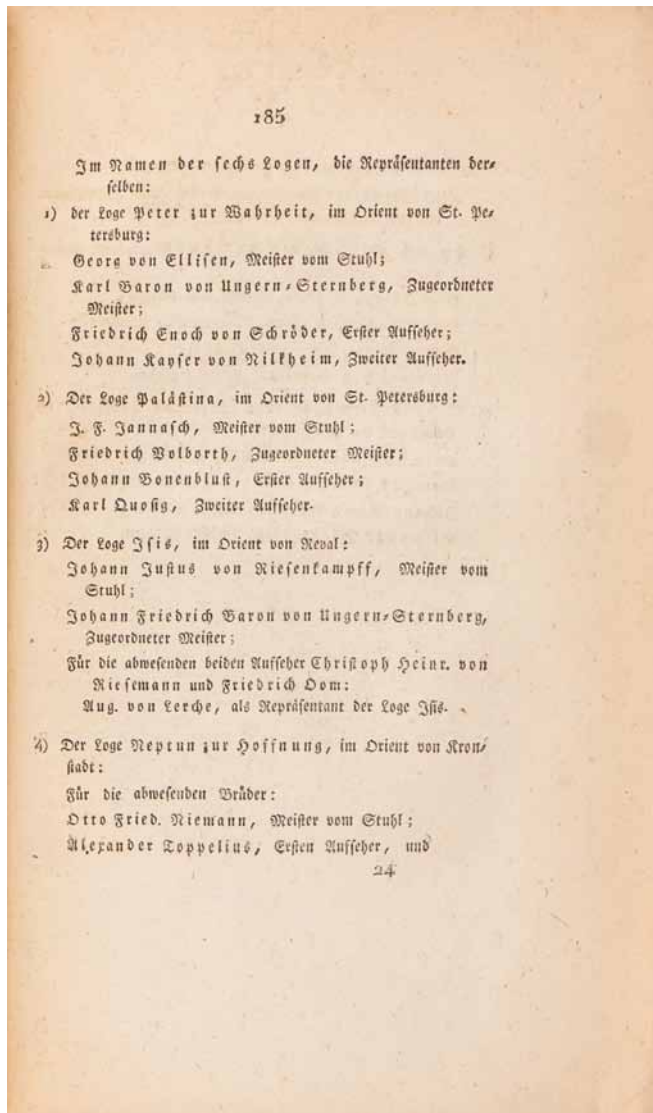 185
Im Namen der sechs Logen, die Repräsentanten der-
selben:
1) der Loge Peter zur Wahrheit, im Orient von St. Pe-
tersburg:
Georg von Ellisen, Meister vom Stuhl;
Karl Baron von Ungern-Sternberg, Zugeordneter
Meister;
Friedrich Enoch von Schröder, Erster Aufseher;
Johann Kayser von Nilkheim, Zweiter Aufseher.
2) Der Loge Palästina, im Orient von St. Petersburg:
J. F. Jannasch, Meister vom Stuhl;
Friedrich Volborth, Zugeordneter Meister;
Johann Bonenblust, Erster Aufseher;
Karl Quosig, Zweiter Aufseher.
3) Der Loge Isis, im Orient von Reval:
Johann Justus von Riesenkampff, Meister vom
Stuhl;
Johann Friedrich Baron von Ungern-Sternberg,
Zugeordneter Meister;
Für die abwesenden beiden Aufseher Christoph Heinr. von
Riesemann und Friedrich Oom:
Aug. von Lerche, als Repräsentant der Loge Isis.
4) Der Loge Neptun zur Hoffnung, im Orient von Kron-
stadt:
Für die abwesenden Brüder:
Otto Fried. Niemann, Meister vom Stuhl;
Alexander Toppelius, Ersten Aufseher, und
24